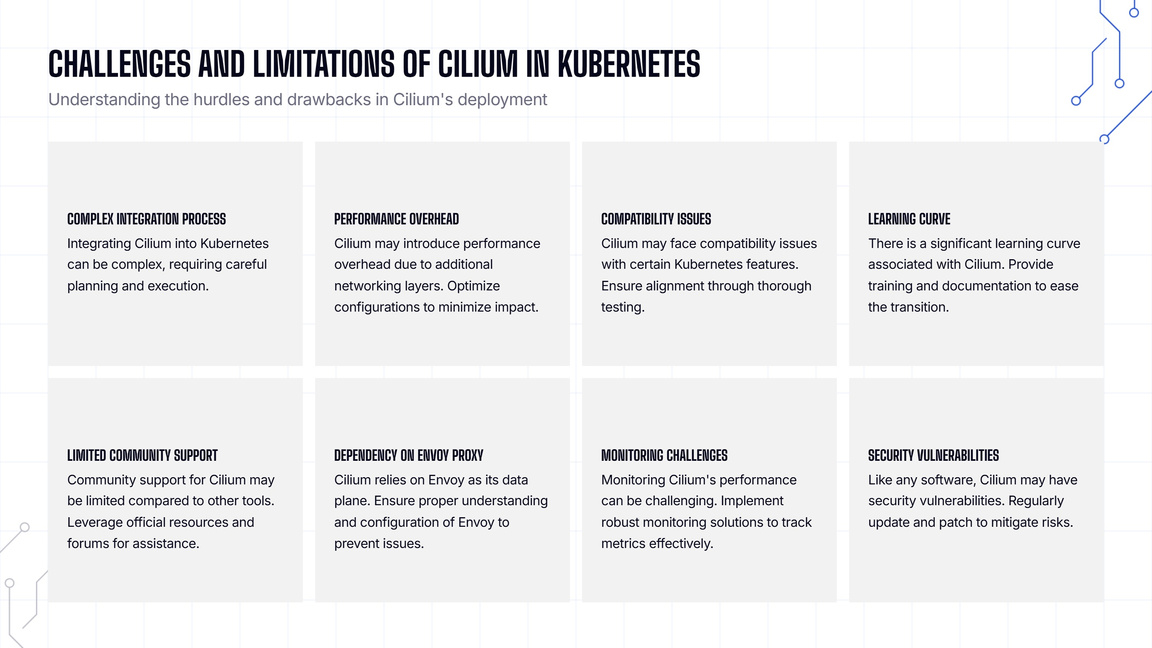 CHALLENGES AND LIMITATIONS OF CILIUM IN KUBERNETES
Understanding the hurdles and drawbacks in Cilium's deployment
COMPLEX INTEGRATION PROCESS
Integrating Cilium into Kubernetes
can be complex, requiring careful
planning and execution.
PERFORMANCE OVERHEAD
Cilium may introduce performance
overhead due to additional
networking layers. Optimize
configurations to minimize impact.
COMPATIBILITY ISSUES
Cilium may face compatibility issues
with certain Kubernetes features.
Ensure alignment through thorough
testing.
LEARNING CURVE
There is a significant learning curve
associated with Cilium. Provide
training and documentation to ease
the transition.
LIMITED COMMUNITY SUPPORT
Community support for Cilium may
be limited compared to other tools.
Leverage official resources and
forums for assistance.
DEPENDENCY ON ENVOY PROXY
Cilium relies on Envoy as its data
plane. Ensure proper understanding
and configuration of Envoy to
prevent issues.
MONITORING CHALLENGES
Monitoring Cilium's performance
can be challenging. Implement
robust monitoring solutions to track
metrics effectively.
SECURITY VULNERABILITIES
Like any software, Cilium may have
security vulnerabilities. Regularly
update and patch to mitigate risks.